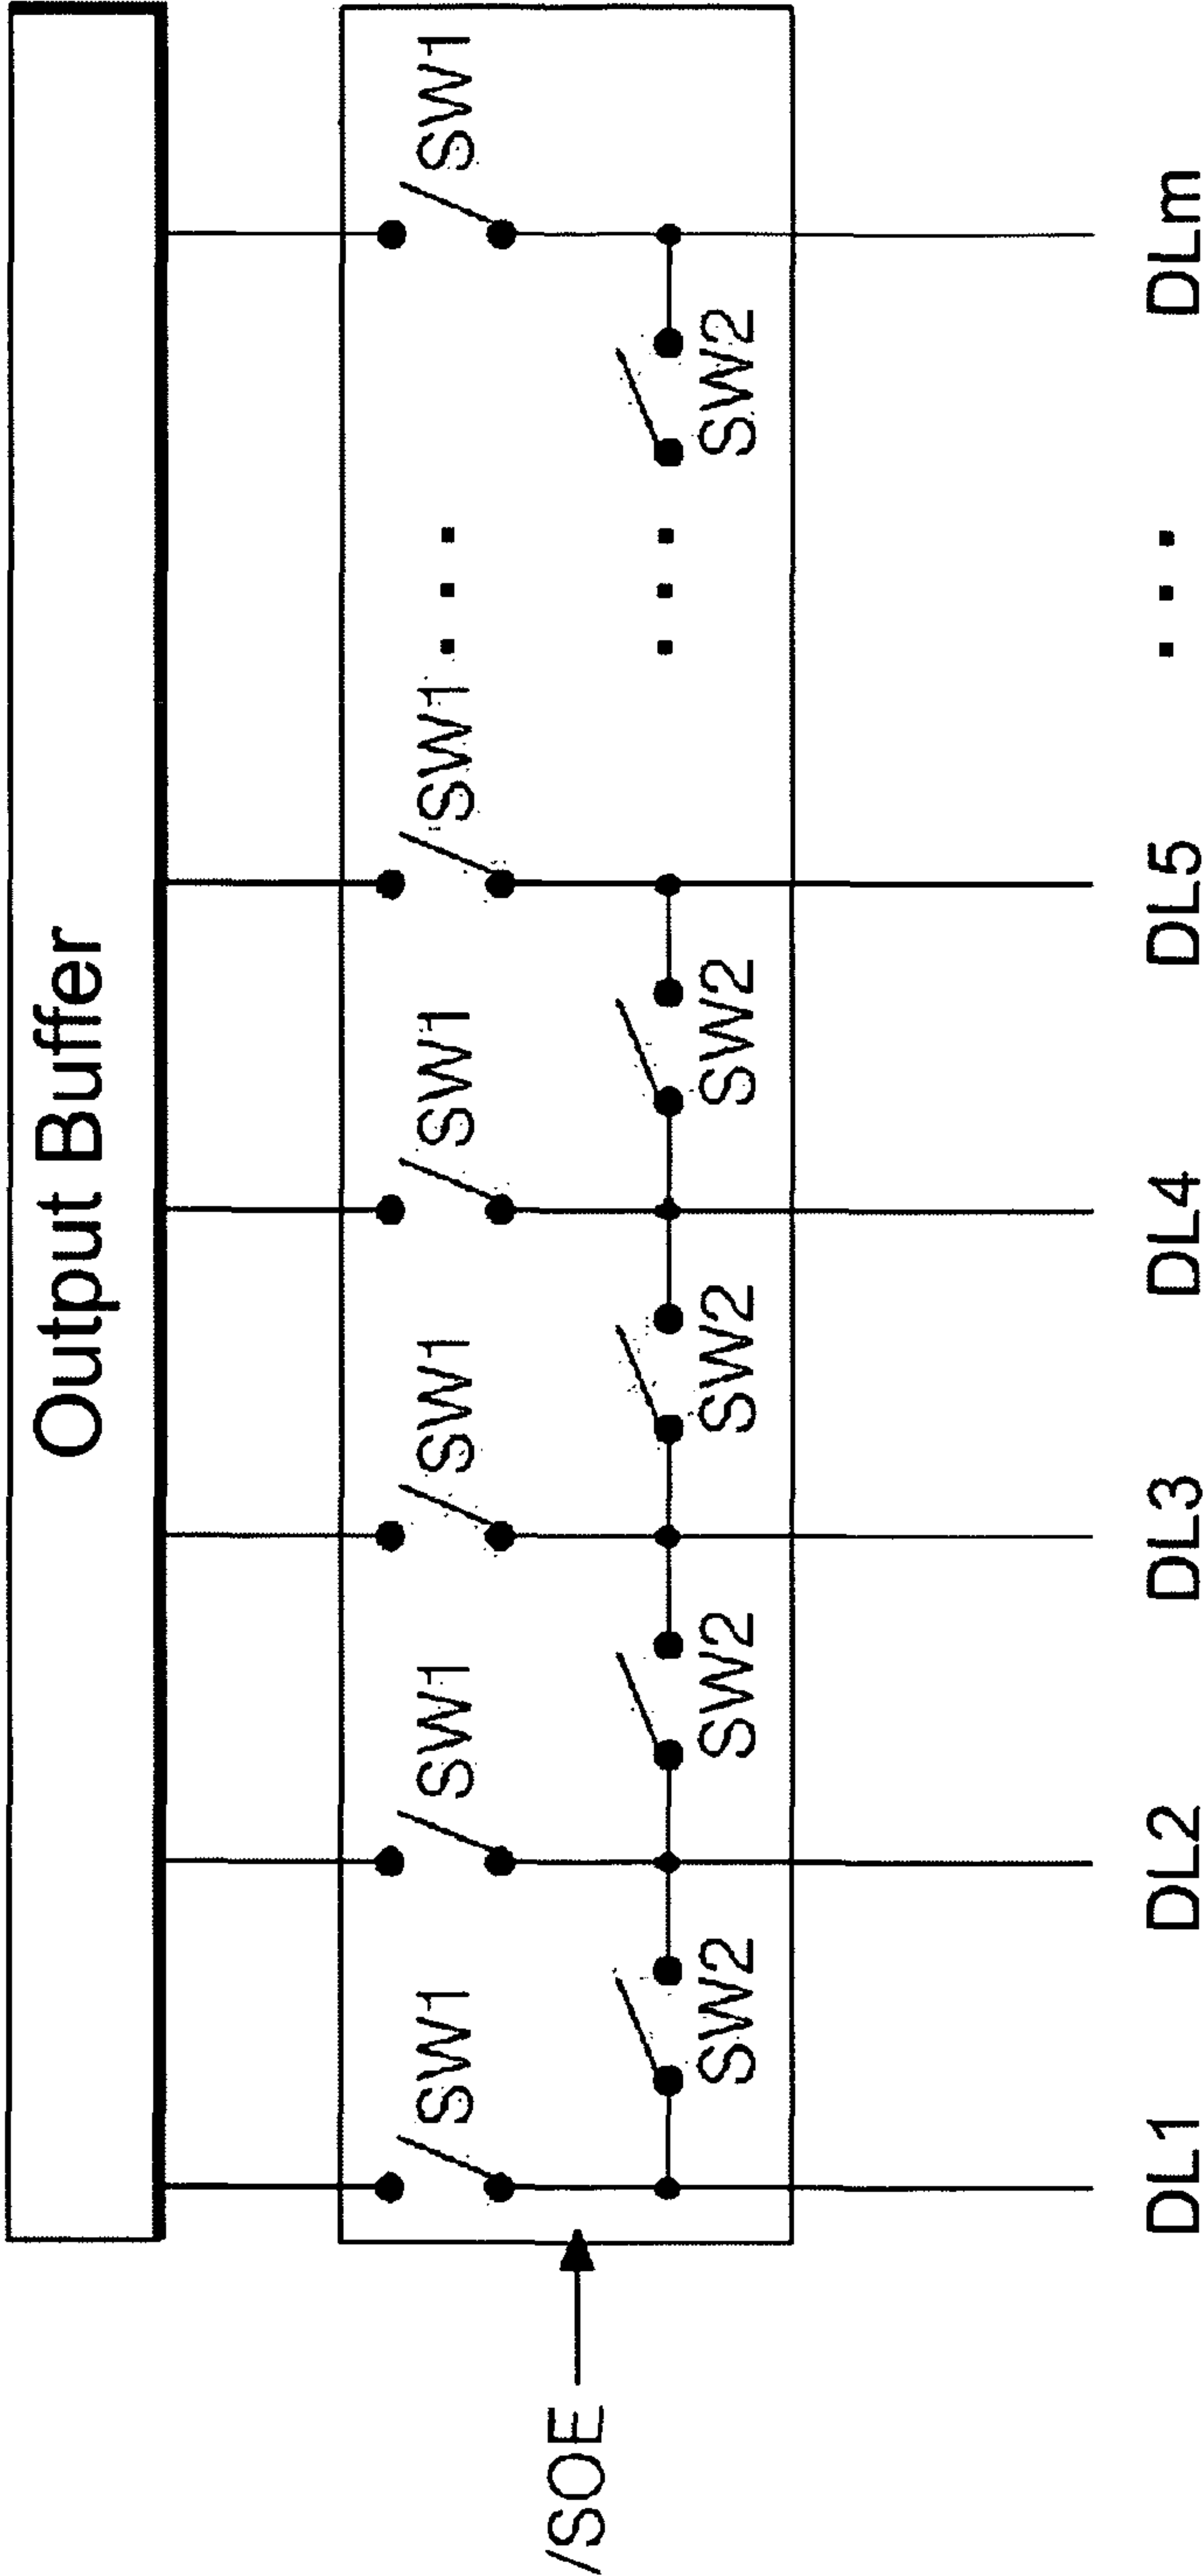 Output Buffer
SW1 SW1 SW1 SW1 SW1 . . . SW1
/SOE
SW2 SW2 SW2 SW2 . . . SW2
DL1 DL2 DL3 DL4 DL5 . . . DLm